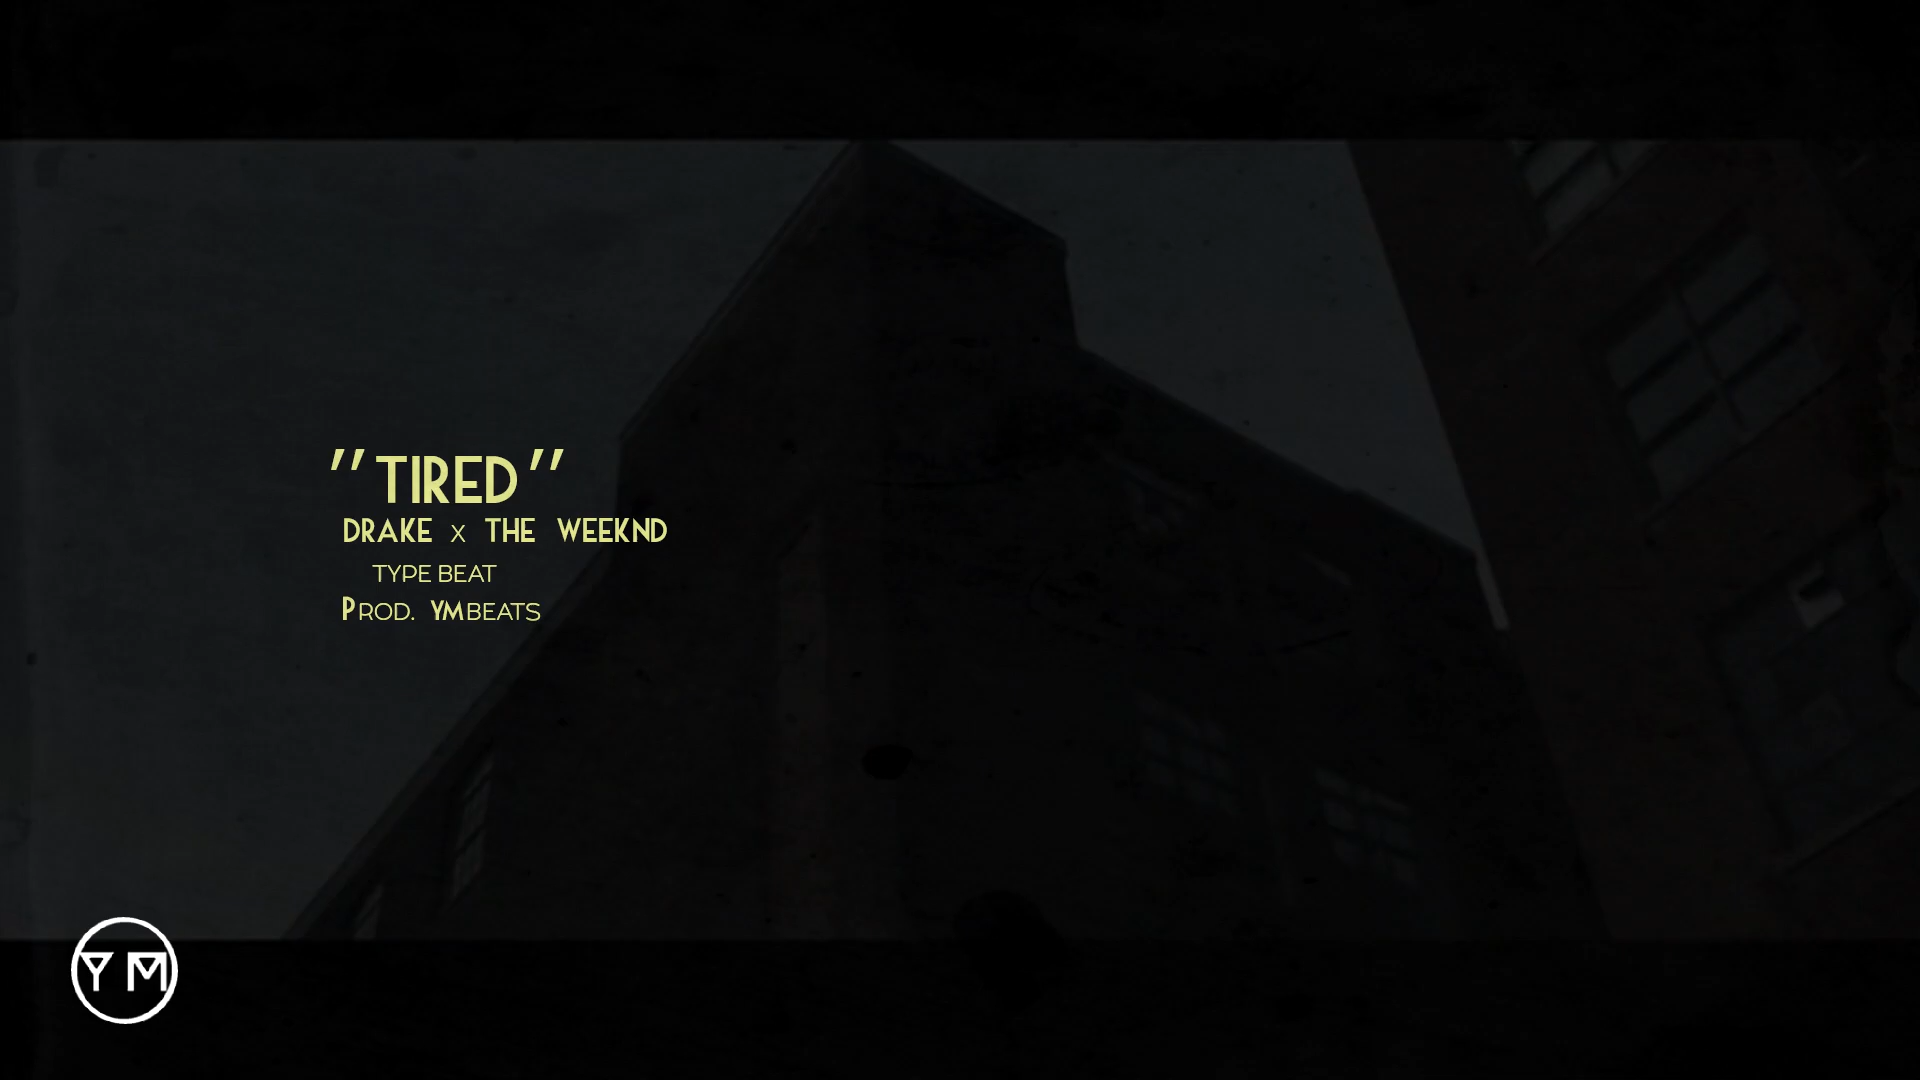 "TIRED"
DRAKE x THE WEEKND
TYPE BEAT
PROD. YMBEATS
YM